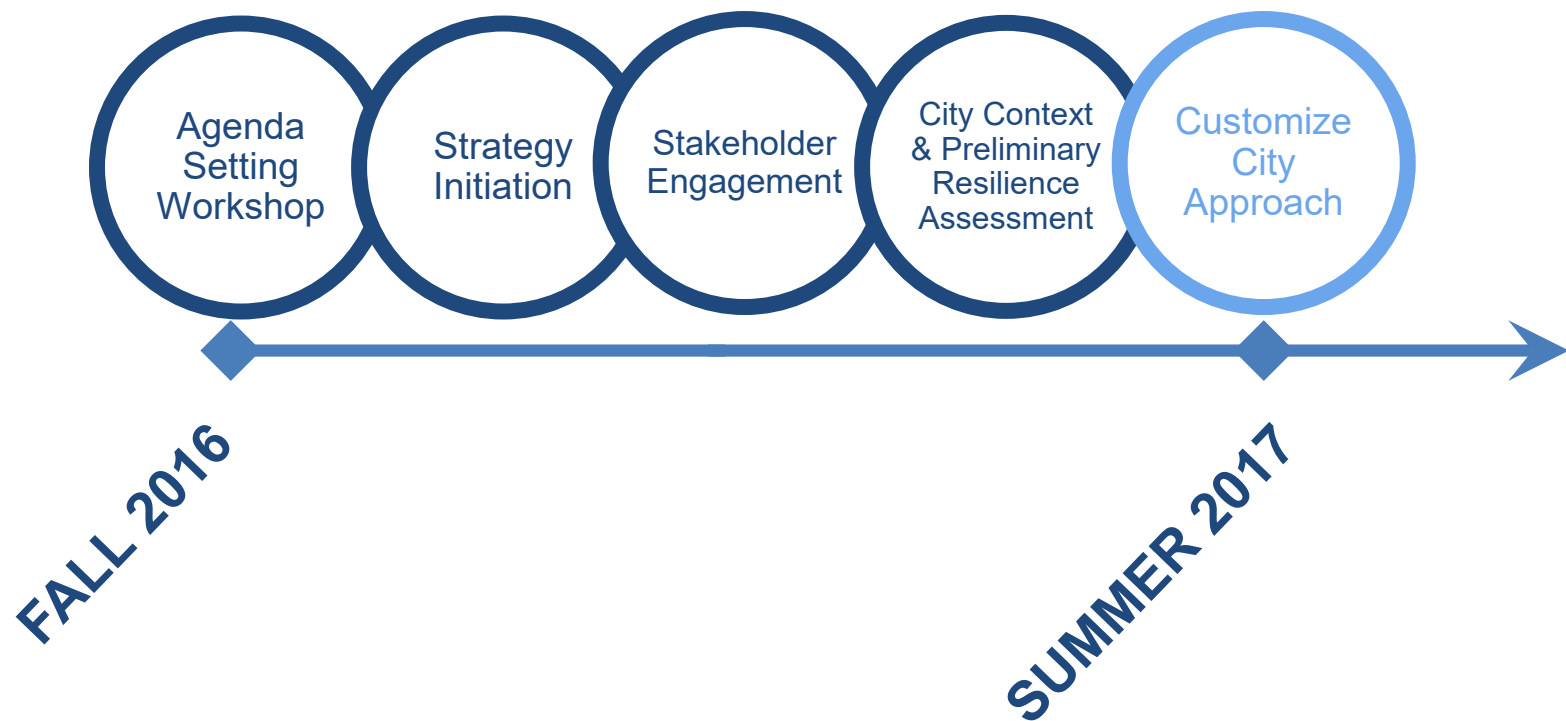 Agenda
Setting
Workshop
Strategy
Initiation
Stakeholder
Engagement
City Context
& Preliminary
Resilience
Assessment
Customize
City
Approach
FALL 2016
SUMMER 2017